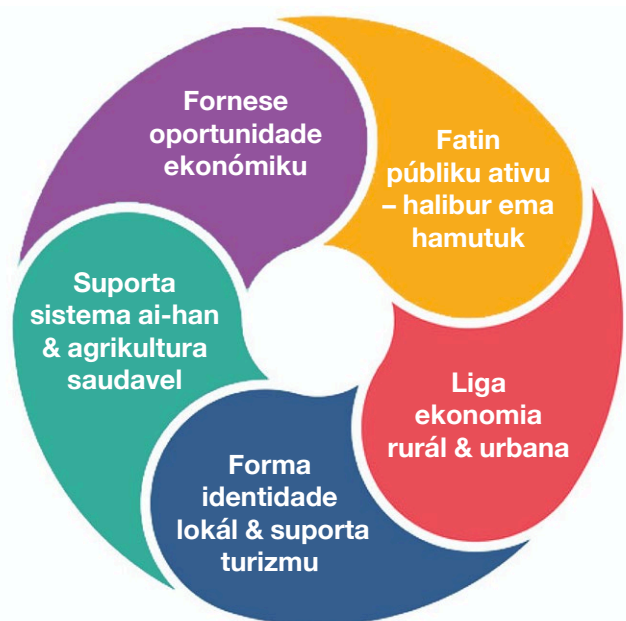 Fornese
oportunidade
ekonómiku
Fatin
públiku ativu
– halibur ema
hamutuk
Liga
ekonomia
rurál & urbana
Forma
identidade
lokál & suporta
turizmu
Suporta
sistema ai-han
& agrikultura
saudavel